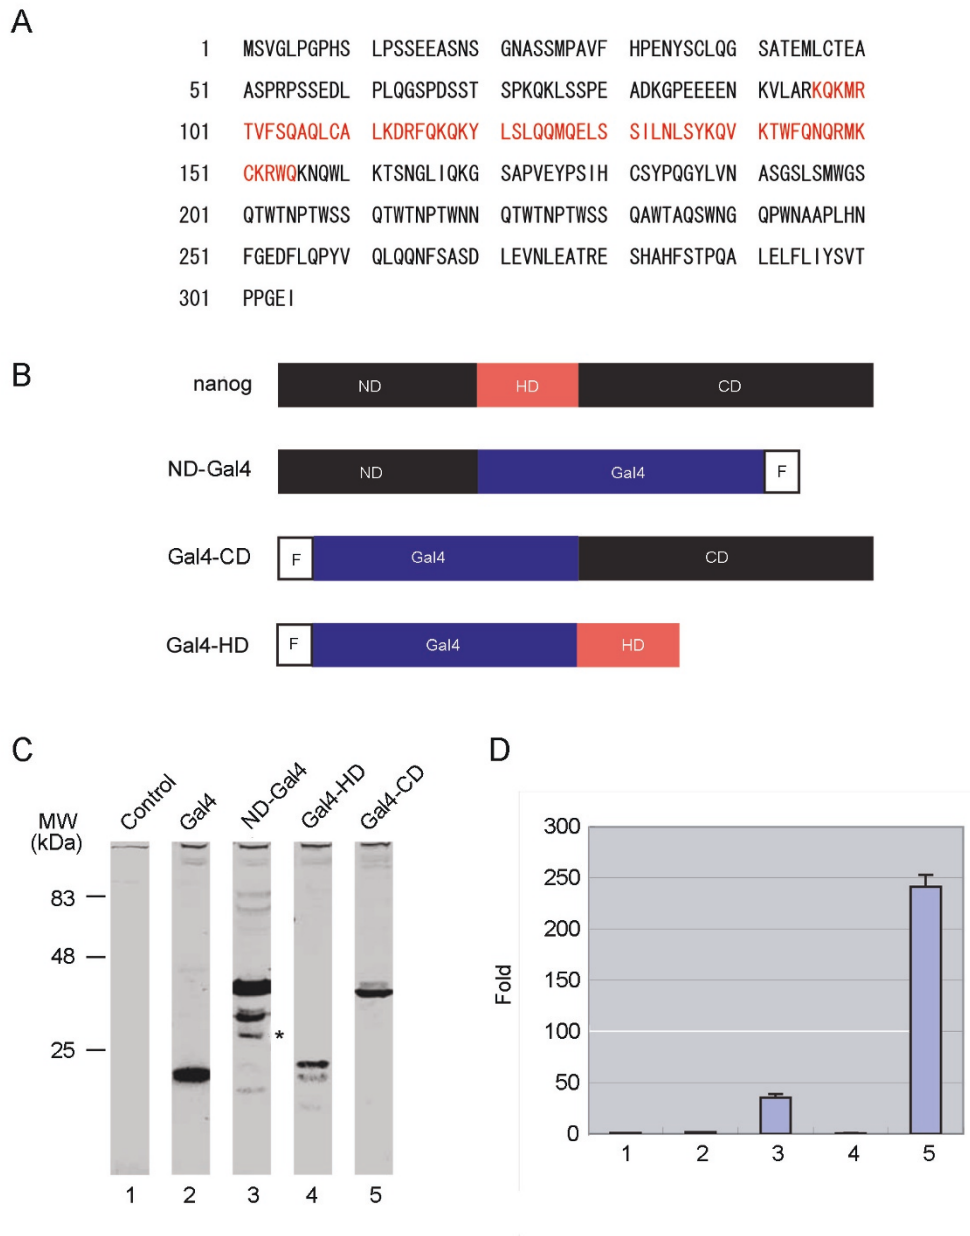 A
1 MSVGLPGPHS LPSSEEASNS GNASSMPAVF HPENYSCLQG SATEMLCTEA
51 ASPRPSSEDL PLQGSPDSST SPKQKLSSPE ADKGPEEEEN KVLARKQKMR
101 TVFSQAQLCA LKDRFQKQKY LSLQQMQELS SILNLSYKQV KTWFQNQRMK
151 CKRWQKNQWL KTSNGLIQKG SAPVEYPSIH CSYPQGYLVN ASGSLSMWGS
201 QTWTNPTWSS QTWTNPTWNN QTWTNPTWSS QAWTAQSWNG QPWNAAPLHN
251 FGEDFLQPYV QLQQNFSASD LEVNLEATRE SHAHFSTPQA LELFLIYSVT
301 PPGEI
B
nanog ND HD CD
ND-Gal4 ND Gal4 F
Gal4-CD F Gal4 CD
Gal4-HD F Gal4 HD
C
MW
(kDa)
Control Gal4 ND-Gal4 Gal4-HD Gal4-CD
83
48
25
*
1 2 3 4 5
D
Fold
300
250
200
150
100
50
0
1 2 3 4 5